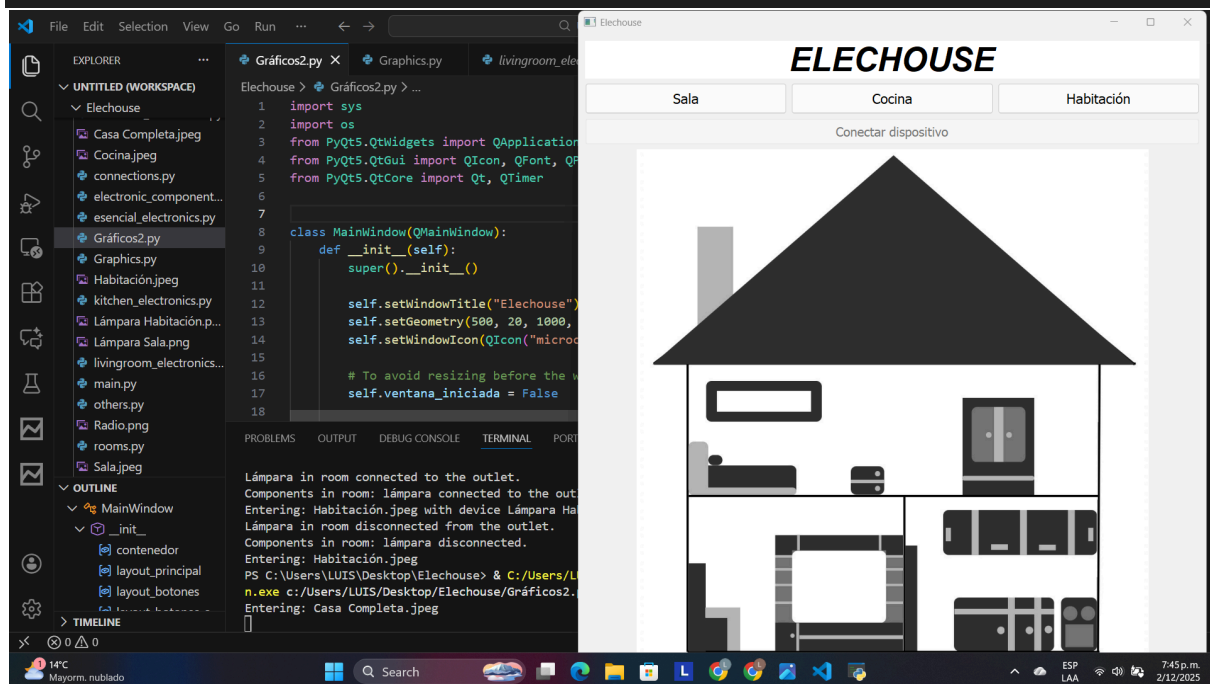 File Edit Selection View Go Run ···
EXPLORER ···
UNTITLED (WORKSPACE)
Elechouse
Casa Completa.jpeg
Cocina.jpeg
connections.py
electronic_component...
esencial_electronics.py
Gráficos2.py
Graphics.py
Habitación.jpeg
kitchen_electronics.py
Lámpara Habitación.p...
Lámpara Sala.png
livingroom_electronics...
main.py
others.py
Radio.png
rooms.py
Sala.jpeg
OUTLINE
MainWindow
__init__
contenedor
layout_principal
layout_botones
TIMELINE
Gráficos2.py Graphics.py livingroom_ele
Elechouse > Gráficos2.py > ...
1 import sys
2 import os
3 from PyQt5.QtWidgets import QApplication
4 from PyQt5.QtGui import QIcon, QFont, QP
5 from PyQt5.QtCore import Qt, QTimer
6
7
8 class MainWindow(QMainWindow):
9 def __init__(self):
10 super().__init__()
11
12 self.setWindowTitle("Elechouse")
13 self.setGeometry(500, 20, 1000,
14 self.setWindowIcon(QIcon("microc
15
16 # To avoid resizing before the w
17 self.ventana_iniciada = False
18
PROBLEMS OUTPUT DEBUG CONSOLE TERMINAL PORT
Lámpara in room connected to the outlet.
Components in room: lámpara connected to the out
Entering: Habitación.jpeg with device Lámpara Ha
Lámpara in room disconnected from the outlet.
Components in room: lámpara disconnected.
Entering: Habitación.jpeg
PS C:\Users\LUIS\Desktop\Elechouse> & C:/Users/LU
n.exe c:/Users/LUIS/Desktop/Elechouse/Gráficos2.p
Entering: Casa Completa.jpeg
Elechouse
ELECHOUSE
Sala Cocina Habitación
Conectar dispositivo
0 0
1
14°C
Mayorm. nublado
Search
L
ESP
LAA
7:45 p. m.
2/12/2025